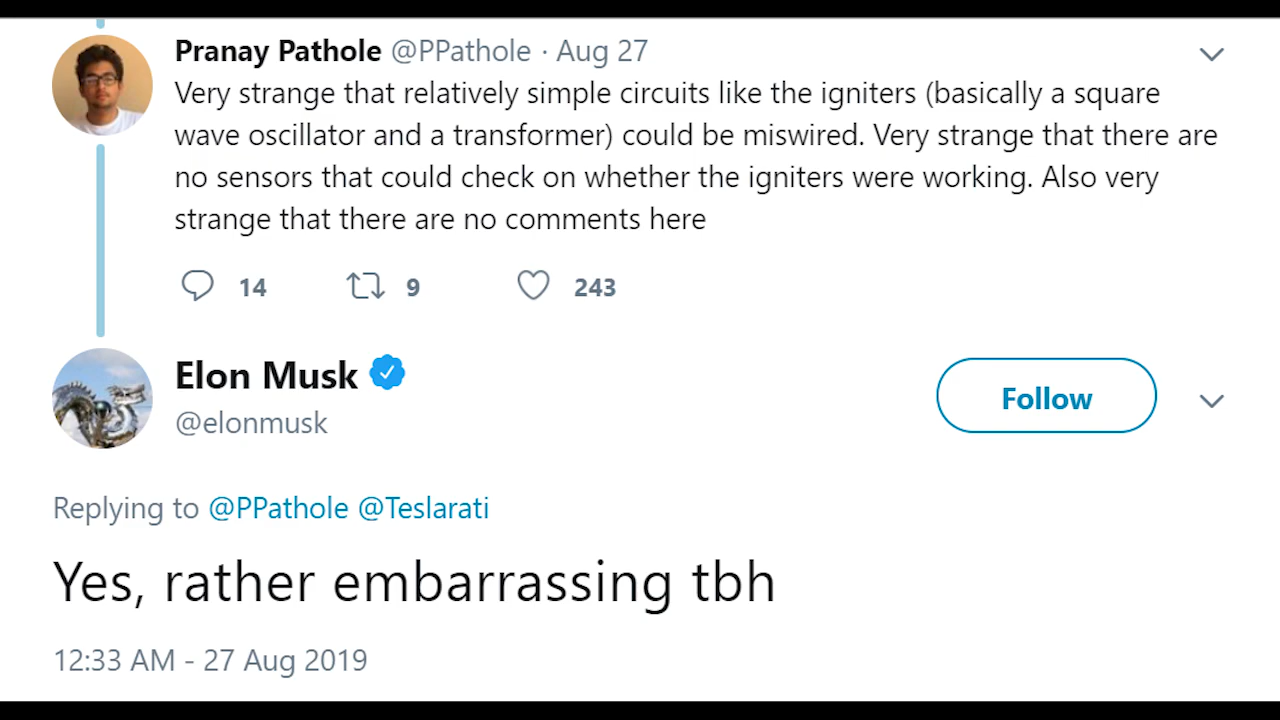 Pranay Pathole @PPathole · Aug 27
Very strange that relatively simple circuits like the igniters (basically a square
wave oscillator and a transformer) could be miswired. Very strange that there are
no sensors that could check on whether the igniters were working. Also very
strange that there are no comments here
14 9 243
Elon Musk
@elonmusk
Follow
Replying to @PPathole @Teslarati
Yes, rather embarrassing tbh
12:33 AM - 27 Aug 2019